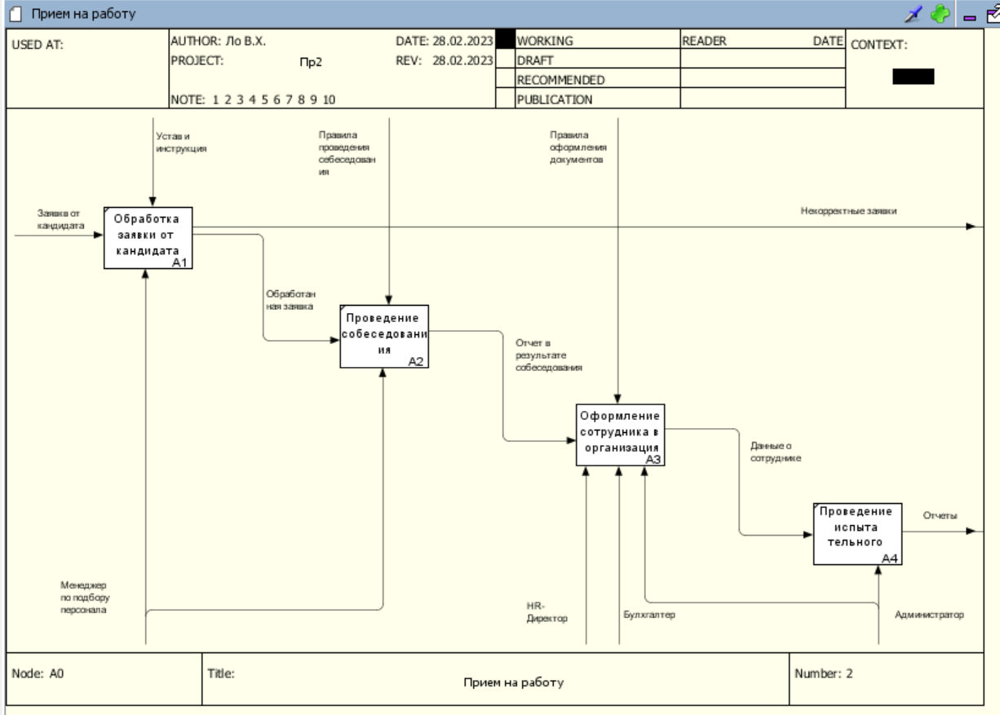 Прием на работу
USED AT:
AUTHOR: Ло В.Х.
DATE: 28.02.2023
PROJECT: Пр2
REV: 28.02.2023
NOTE: 1 2 3 4 5 6 7 8 9 10
WORKING
DRAFT
RECOMMENDED
PUBLICATION
READER
DATE
CONTEXT:
Устав и
инструкция
Правила
проведения
себеседован
ия
Правила
оформления
документов
Заявка от
кандидата
Обработка
заявки от
кандидата
A1
Некорректные заявки
Обработан
ная заявка
Проведение
собеседовани
ия
A2
Отчет в
результате
собеседования
Оформление
сотрудника в
организация
A3
Данные о
сотруднике
Проведение
испыта
тельного
A4
Отчеты
Менеджер
по подбору
персонала
HR-
Директор
Булхгалтер
Администратор
Node: A0
Title:
Прием на работу
Number: 2